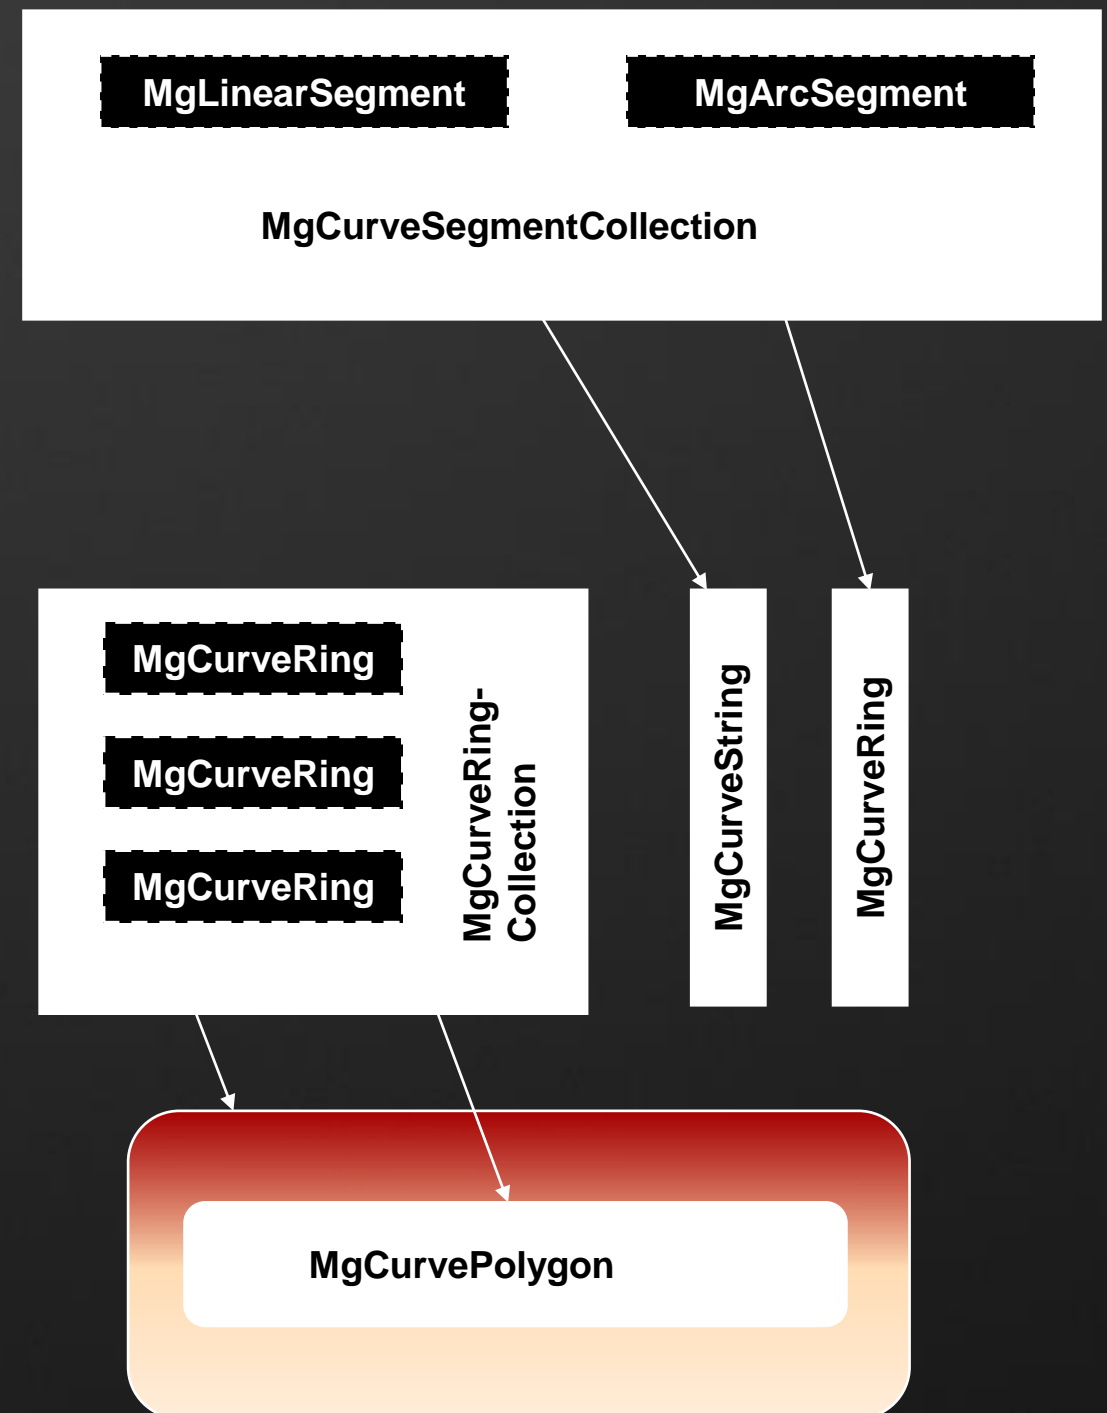 MgLinearSegment
MgArcSegment
MgCurveSegmentCollection
MgCurveRing
MgCurveRing
MgCurveRing
MgCurveRing-
Collection
MgCurveString
MgCurveRing
MgCurvePolygon